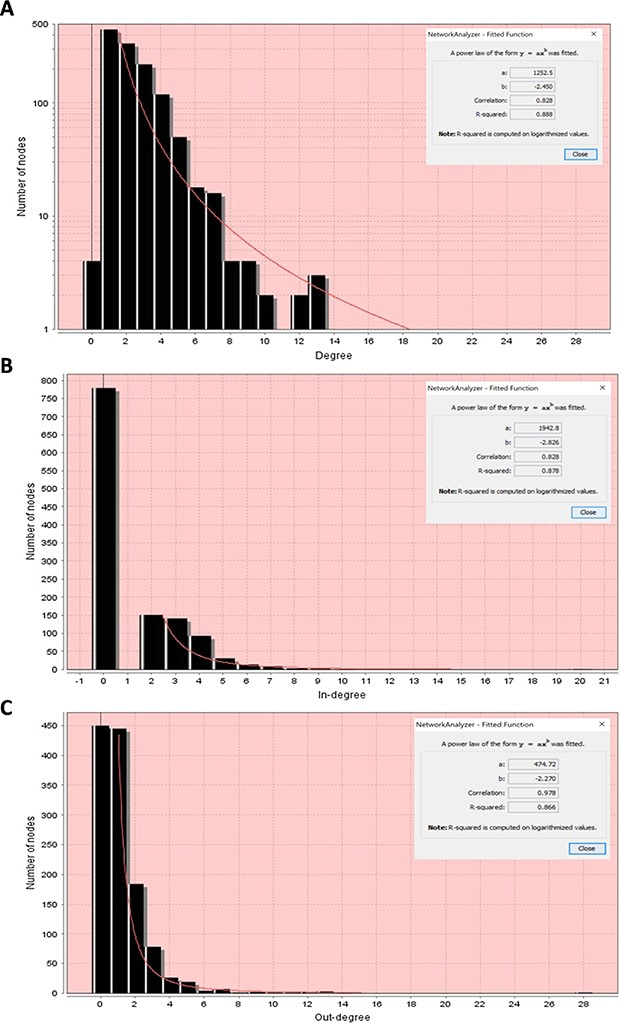 A
500
100
10
1
Number of nodes
0 2 4 6 8 10 12 14 16 18 20 22 24 26 28
Degree
NetworkAnalyzer - Fitted Function ×
A power law of the form y = ax^b was fitted.
a: 1252.5
b: -2.450
Correlation: 0.828
R-squared: 0.888
Note: R-squared is computed on logarithmized values.
Close
B
800
750
700
650
600
550
500
450
400
350
300
250
200
150
100
50
0
Number of nodes
-1 0 1 2 3 4 5 6 7 8 9 10 11 12 13 14 15 16 17 18 19 20 21
In-degree
NetworkAnalyzer - Fitted Function ×
A power law of the form y = ax^b was fitted.
a: 1942.8
b: -2.826
Correlation: 0.828
R-squared: 0.878
Note: R-squared is computed on logarithmized values.
Close
C
450
400
350
300
250
200
150
100
50
0
Number of nodes
0 2 4 6 8 10 12 14 16 18 20 22 24 26 28
Out-degree
NetworkAnalyzer - Fitted Function ×
A power law of the form y = ax^b was fitted.
a: 474.72
b: -2.270
Correlation: 0.978
R-squared: 0.866
Note: R-squared is computed on logarithmized values.
Close